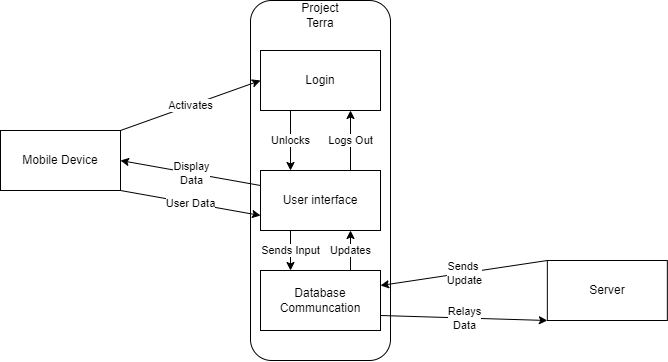 Project
Terra
Login
Activates
Unlocks
Logs Out
Mobile Device
Display
Data
User Data
User interface
Sends Input
Updates
Sends
Update
Database
Communcation
Server
Relays
Data